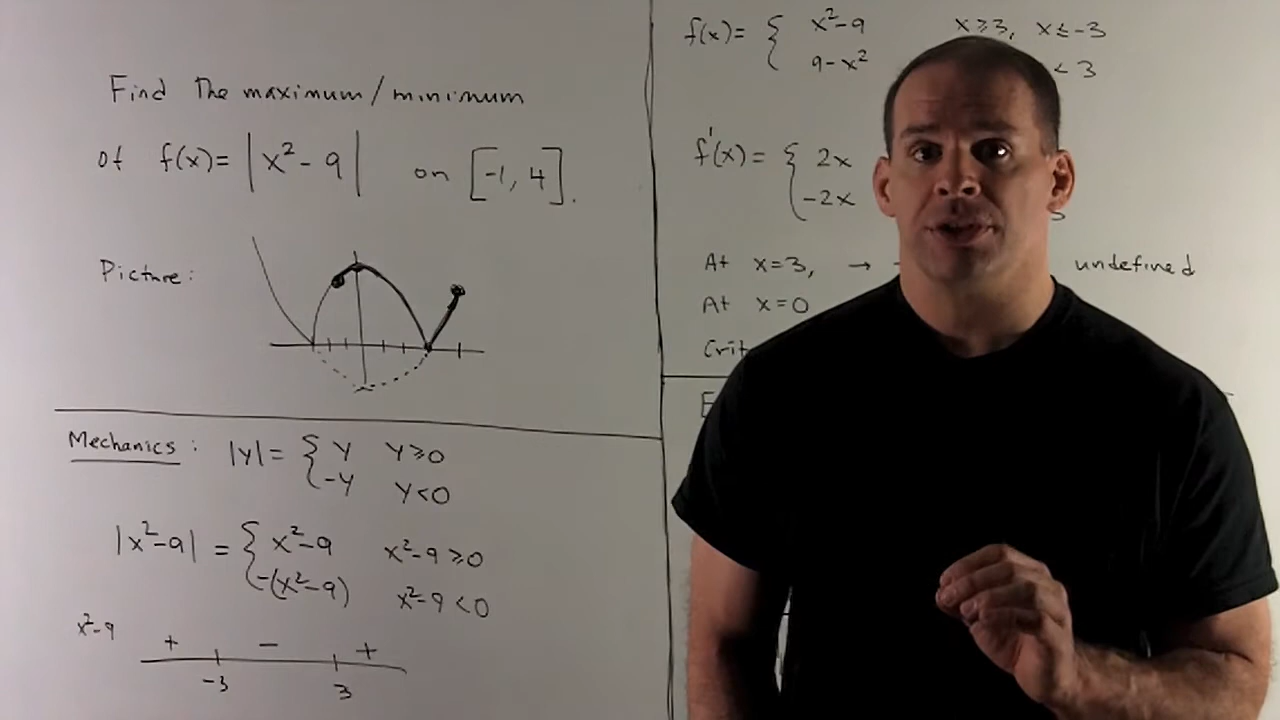 Find The maximum/minimum
of f(x)= |x²-9| on [-1, 4].
Picture:
Mechanics: |y|= { y y≥0
-y y<0
|x²-9| = { x²-9 x²-9≥0
-(x²-9) x²-9<0
x²-9 + - +
-3 3
f(x)= { x²-9 x≥3, x≤-3
9-x² <3
f'(x)= { 2x
-2x
At x=3, → undefined
At x=0